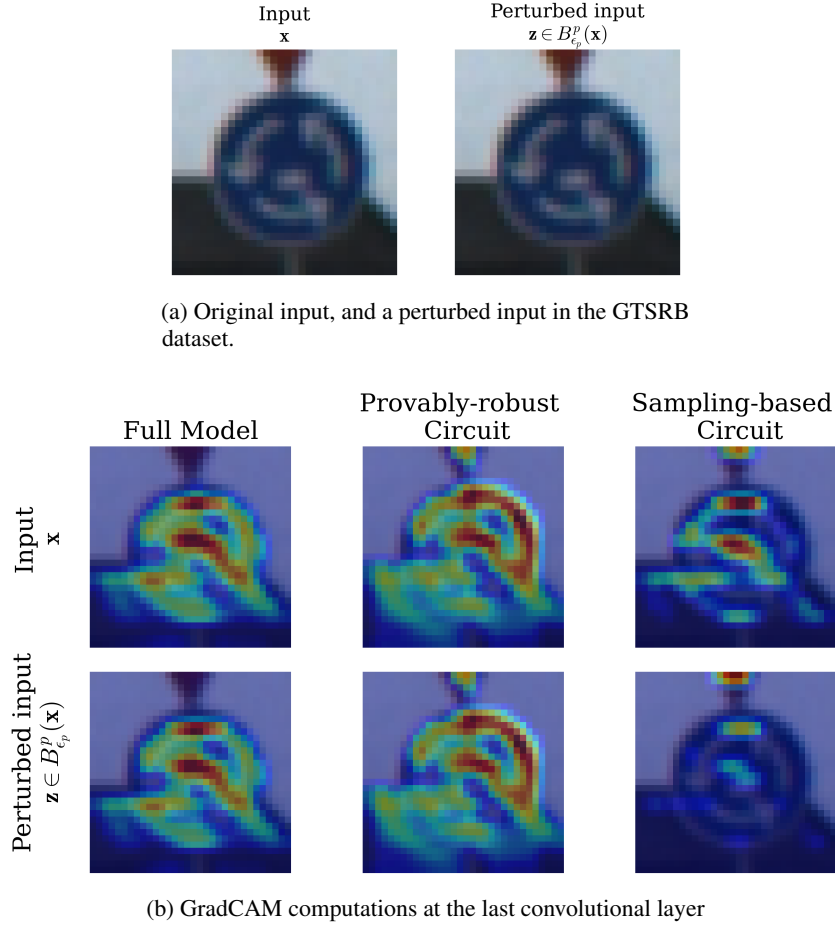 Input
x
Perturbed input
z ∈ B^p_{ϵ_p}(x)
(a) Original input, and a perturbed input in the GTSRB
dataset.
Full Model
Provably-robust
Circuit
Sampling-based
Circuit
Input
x
Perturbed input
z ∈ B^p_{ϵ_p}(x)
(b) GradCAM computations at the last convolutional layer